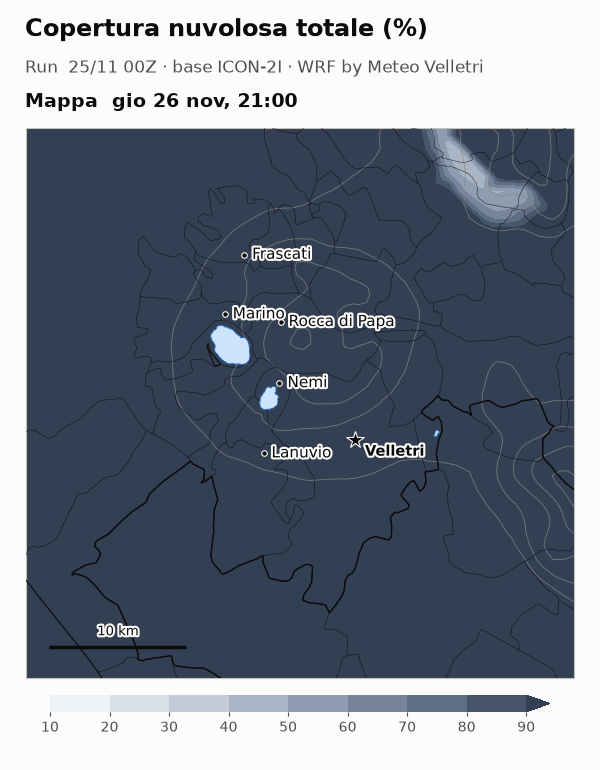 Copertura nuvolosa totale (%)
Run  25/11 00Z · base ICON-2I · WRF by Meteo Velletri
Mappa  gio 26 nov, 21:00
Frascati
Marino
Rocca di Papa
Nemi
Velletri
Lanuvio
10 km
10 20 30 40 50 60 70 80 90